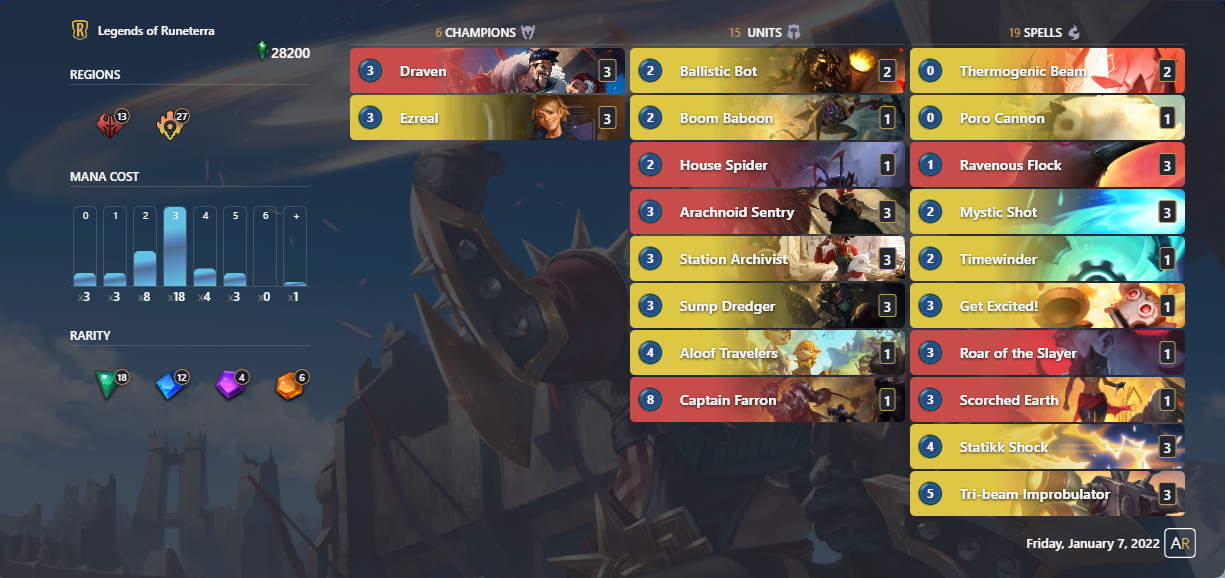 Legends of Runeterra
28200
REGIONS
13
27
MANA COST
0 1 2 3 4 5 6 +
x3 x3 x8 x18 x4 x3 x0 x1
RARITY
18 12 4 6
6 CHAMPIONS
3 Draven 3
3 Ezreal 3
15 UNITS
2 Ballistic Bot 2
2 Boom Baboon 1
2 House Spider 1
3 Arachnoid Sentry 3
3 Station Archivist 3
3 Sump Dredger 3
4 Aloof Travelers 1
8 Captain Farron 1
19 SPELLS
0 Thermogenic Beam 2
0 Poro Cannon 1
1 Ravenous Flock 3
2 Mystic Shot 3
2 Timewinder 1
3 Get Excited! 1
3 Roar of the Slayer 1
3 Scorched Earth 1
4 Statikk Shock 3
5 Tri-beam Improbulator 3
Friday, January 7, 2022 AR